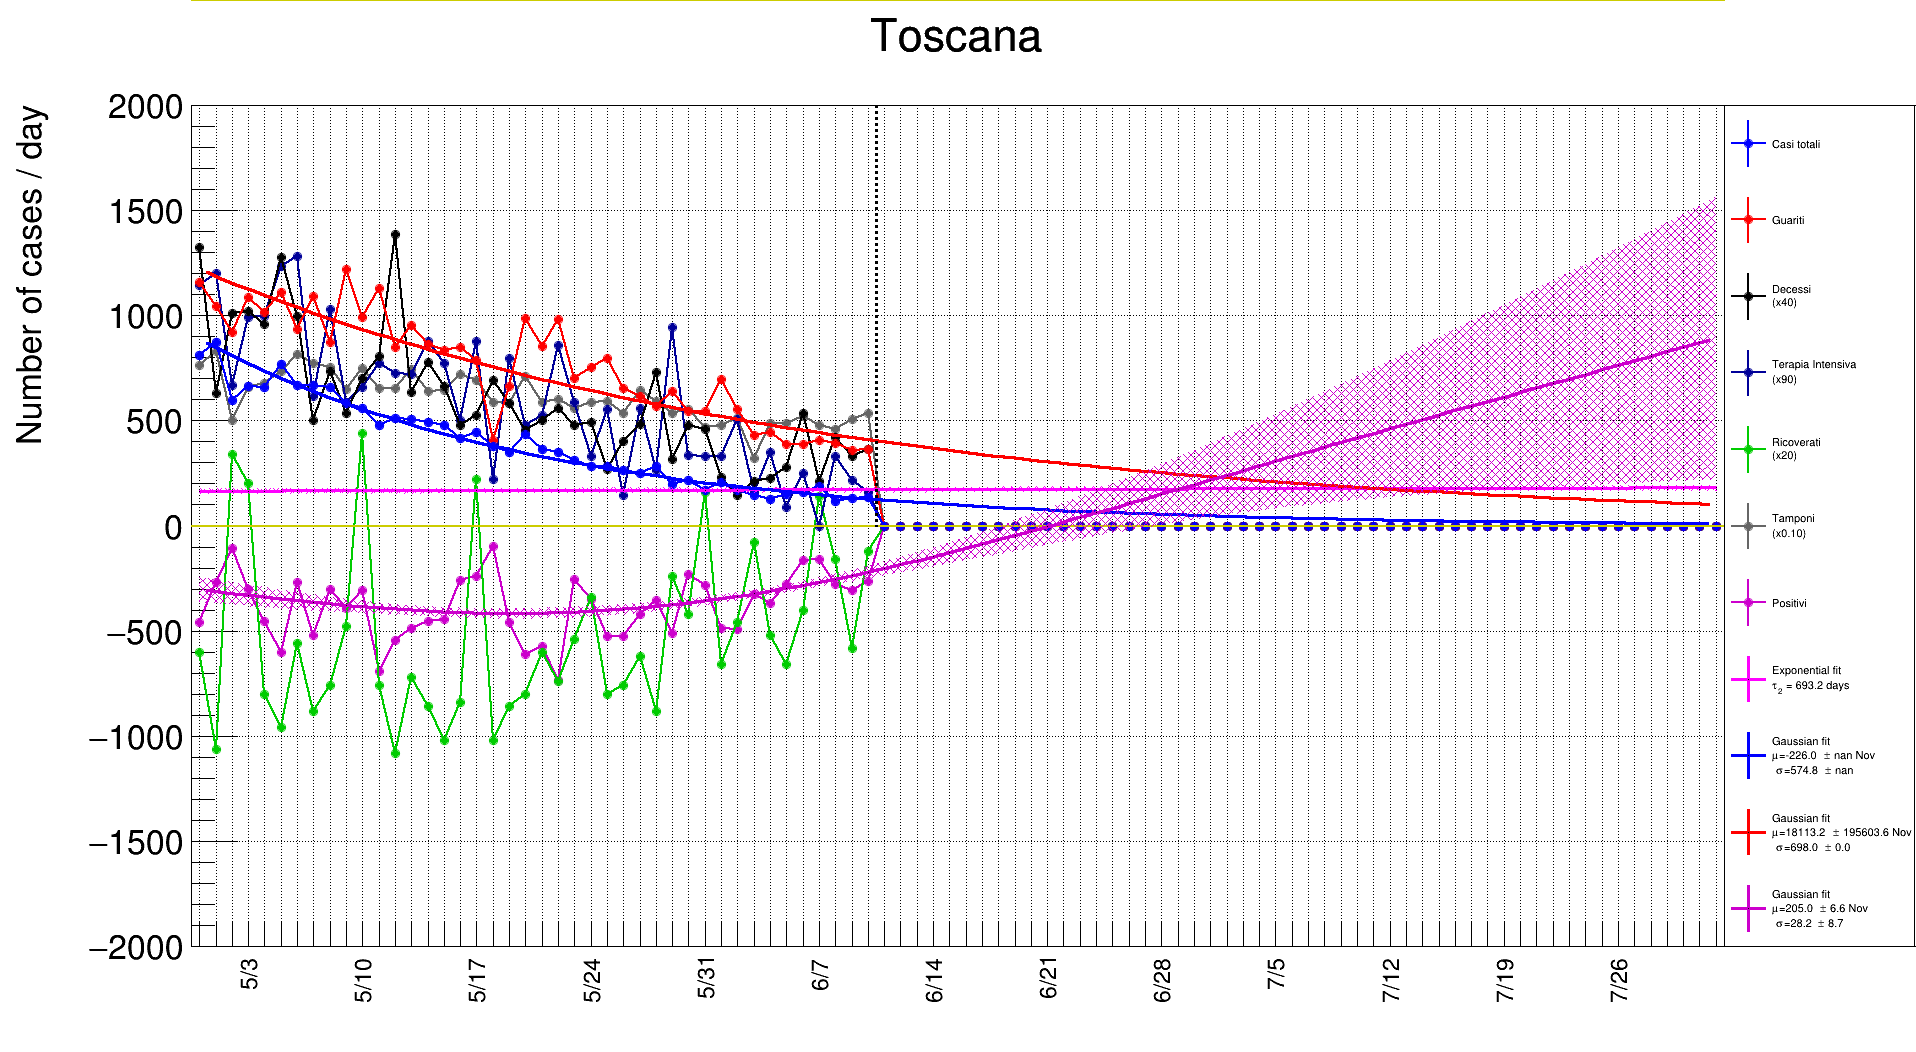 Toscana
Number of cases / day
2000
1500
1000
500
0
−500
−1000
−1500
−2000
5/3
5/10
5/17
5/24
5/31
6/7
6/14
6/21
6/28
7/5
7/12
7/19
7/26
Casi totali
Guariti
Decessi
(x40)
Terapia Intensiva
(x90)
Ricoverati
(x20)
Tamponi
(x0.10)
Positivi
Exponential fit
τ2 = 693.2 days
Gaussian fit
μ=-226.0 ± nan Nov
σ=574.8 ± nan
Gaussian fit
μ=18113.2 ± 195603.6 Nov
σ=698.0 ± 0.0
Gaussian fit
μ=205.0 ± 6.6 Nov
σ=28.2 ± 8.7